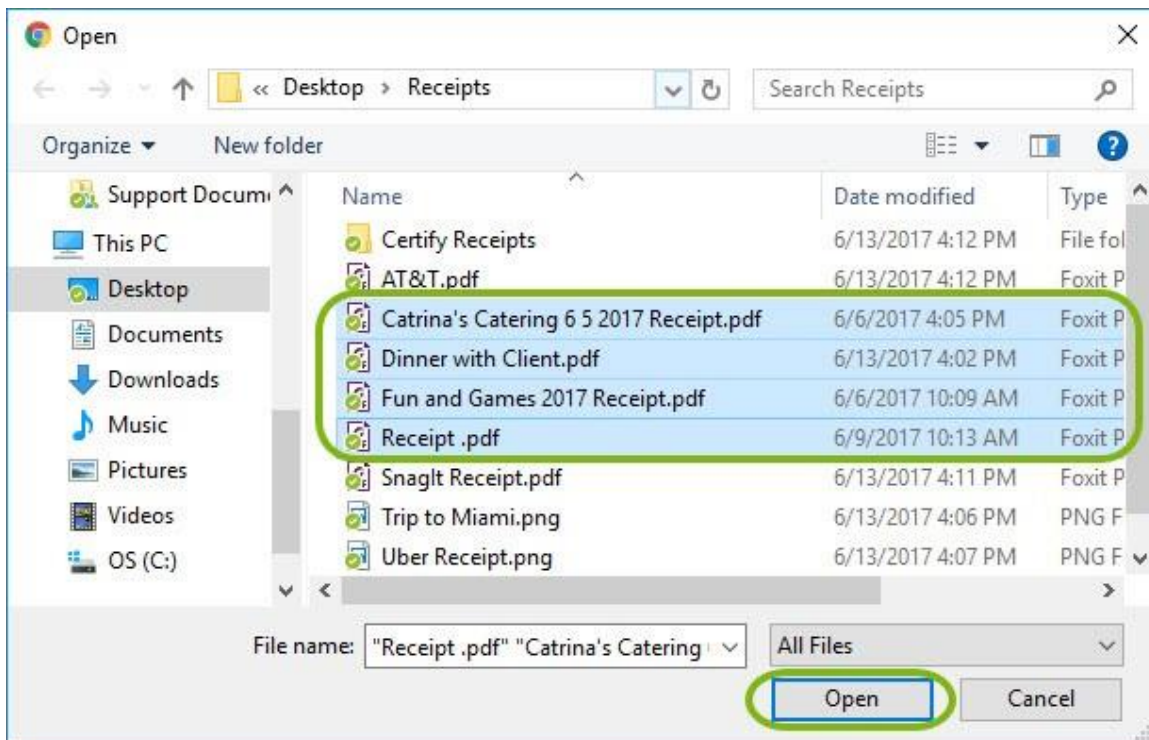 Open
« Desktop › Receipts Search Receipts
Organize New folder
Name Date modified Type
Support Docum
Certify Receipts 6/13/2017 4:12 PM File fol
This PC
AT&T.pdf 6/13/2017 4:12 PM Foxit P
Desktop
Catrina's Catering 6 5 2017 Receipt.pdf 6/6/2017 4:05 PM Foxit P
Documents
Dinner with Client.pdf 6/13/2017 4:02 PM Foxit P
Downloads
Fun and Games 2017 Receipt.pdf 6/6/2017 10:09 AM Foxit P
Music
Receipt .pdf 6/9/2017 10:13 AM Foxit P
Pictures
SnagIt Receipt.pdf 6/13/2017 4:11 PM Foxit P
Videos
Trip to Miami.png 6/13/2017 4:06 PM PNG F
OS (C:)
Uber Receipt.png 6/13/2017 4:07 PM PNG F
File name: "Receipt .pdf" "Catrina's Catering All Files
Open Cancel